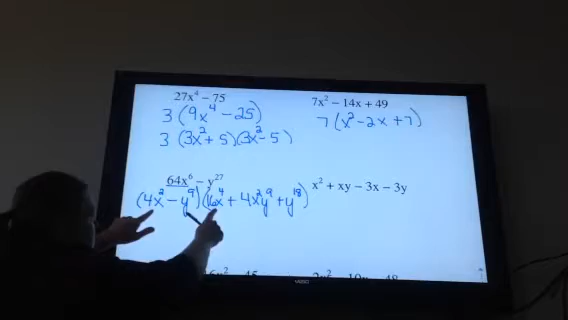 27x⁴ – 75
3 (9x⁴ – 25)
3 (3x² + 5)(3x² – 5)
7x² – 14x + 49
7 (x² – 2x + 7)
64x⁶ – y²⁷
(4x² – y⁹)(16x⁴ + 4x²y⁹ + y¹⁸)
x² + xy – 3x – 3y
VIZIO